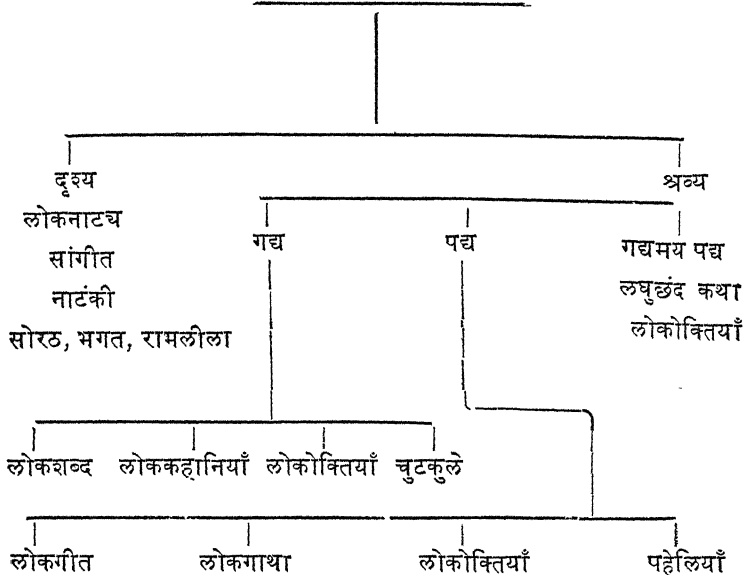 दृश्य
श्रव्य
लोकनाट्य
सांगीत
नाटंकी
सोरठ, भगत, रामलीला
गद्य
पद्य
गद्यमय पद्य
लघुछंद कथा
लोकोक्तियाँ
लोकशब्द लोककहानियाँ लोकोक्तियाँ चुटकुले
लोकगीत लोकगाथा लोकोक्तियाँ पहेलियाँ